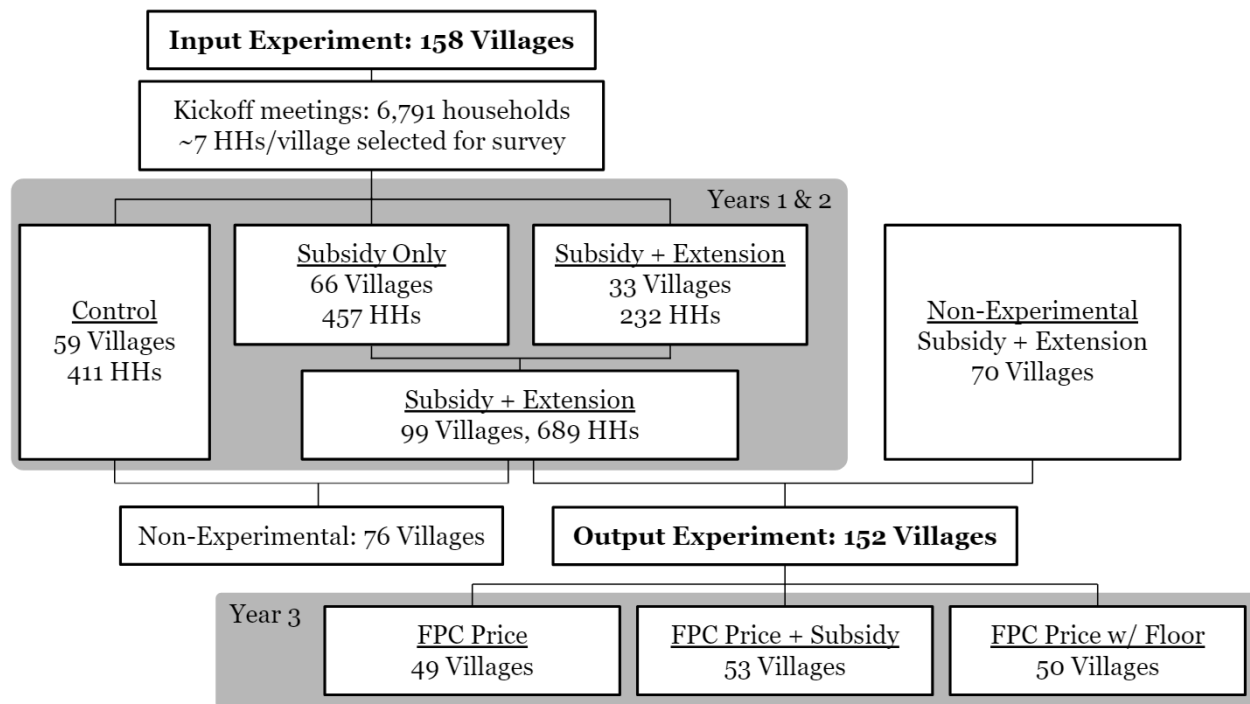 Input Experiment: 158 Villages
Kickoff meetings: 6,791 households
~7 HHs/village selected for survey
Years 1 & 2
Control
59 Villages
411 HHs
Subsidy Only
66 Villages
457 HHs
Subsidy + Extension
33 Villages
232 HHs
Non-Experimental
Subsidy + Extension
70 Villages
Subsidy + Extension
99 Villages, 689 HHs
Non-Experimental: 76 Villages
Output Experiment: 152 Villages
Year 3
FPC Price
49 Villages
FPC Price + Subsidy
53 Villages
FPC Price w/ Floor
50 Villages